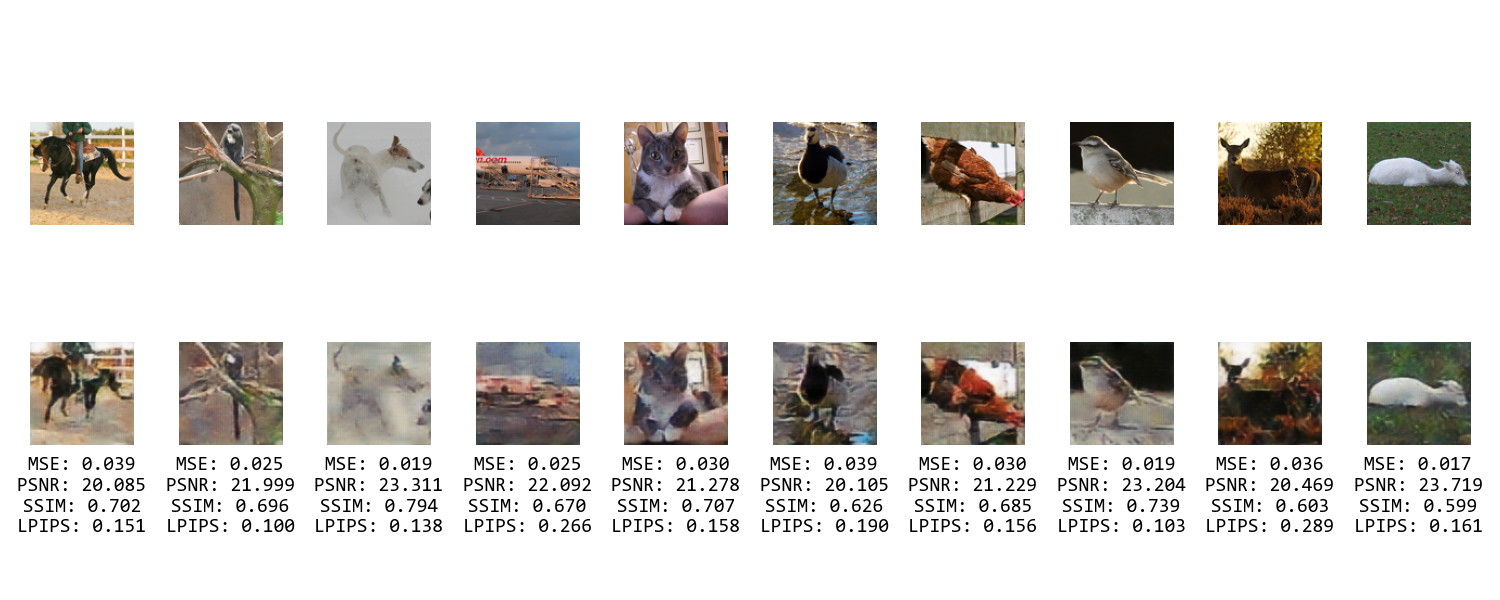 a.com
MSE: 0.039
PSNR: 20.085
SSIM: 0.702
LPIPS: 0.151
MSE: 0.025
PSNR: 21.999
SSIM: 0.696
LPIPS: 0.100
MSE: 0.019
PSNR: 23.311
SSIM: 0.794
LPIPS: 0.138
MSE: 0.025
PSNR: 22.092
SSIM: 0.670
LPIPS: 0.266
MSE: 0.030
PSNR: 21.278
SSIM: 0.707
LPIPS: 0.158
MSE: 0.039
PSNR: 20.105
SSIM: 0.626
LPIPS: 0.190
MSE: 0.030
PSNR: 21.229
SSIM: 0.685
LPIPS: 0.156
MSE: 0.019
PSNR: 23.204
SSIM: 0.739
LPIPS: 0.103
MSE: 0.036
PSNR: 20.469
SSIM: 0.603
LPIPS: 0.289
MSE: 0.017
PSNR: 23.719
SSIM: 0.599
LPIPS: 0.161